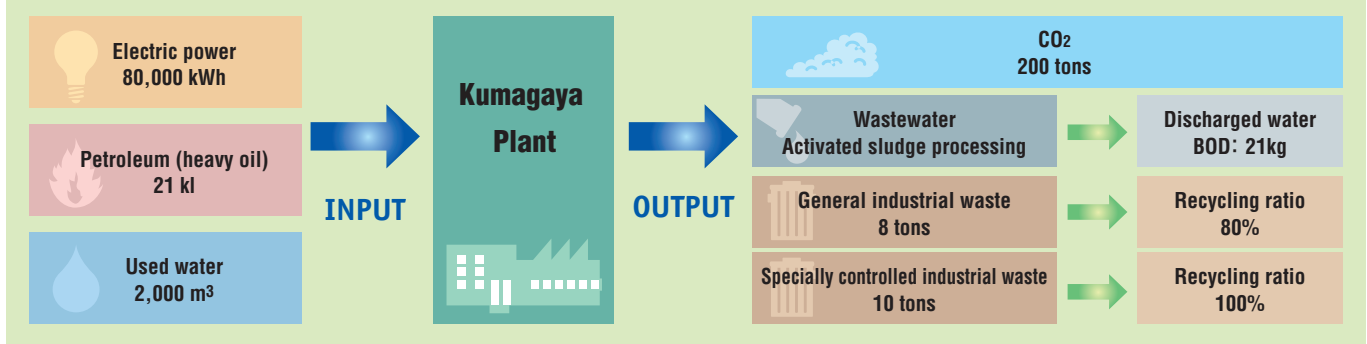 Electric power
80,000 kWh
Petroleum (heavy oil)
21 kl
Used water
2,000 m³
INPUT
Kumagaya
Plant
OUTPUT
CO₂
200 tons
Wastewater
Activated sludge processing
Discharged water
BOD: 21kg
General industrial waste
8 tons
Recycling ratio
80%
Specially controlled industrial waste
10 tons
Recycling ratio
100%